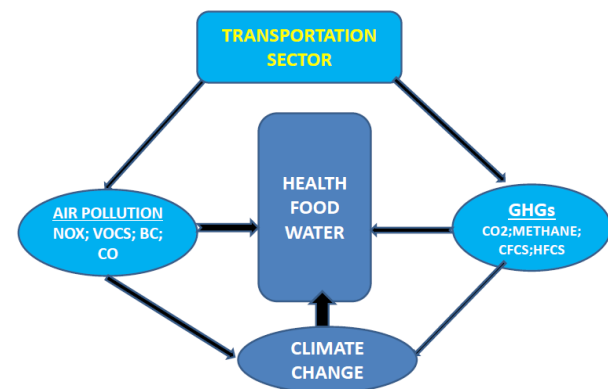 TRANSPORTATION
SECTOR
HEALTH
FOOD
WATER
AIR POLLUTION
NOX; VOCS; BC;
CO
GHGs
CO2;METHANE;
CFCS;HFCS
CLIMATE
CHANGE